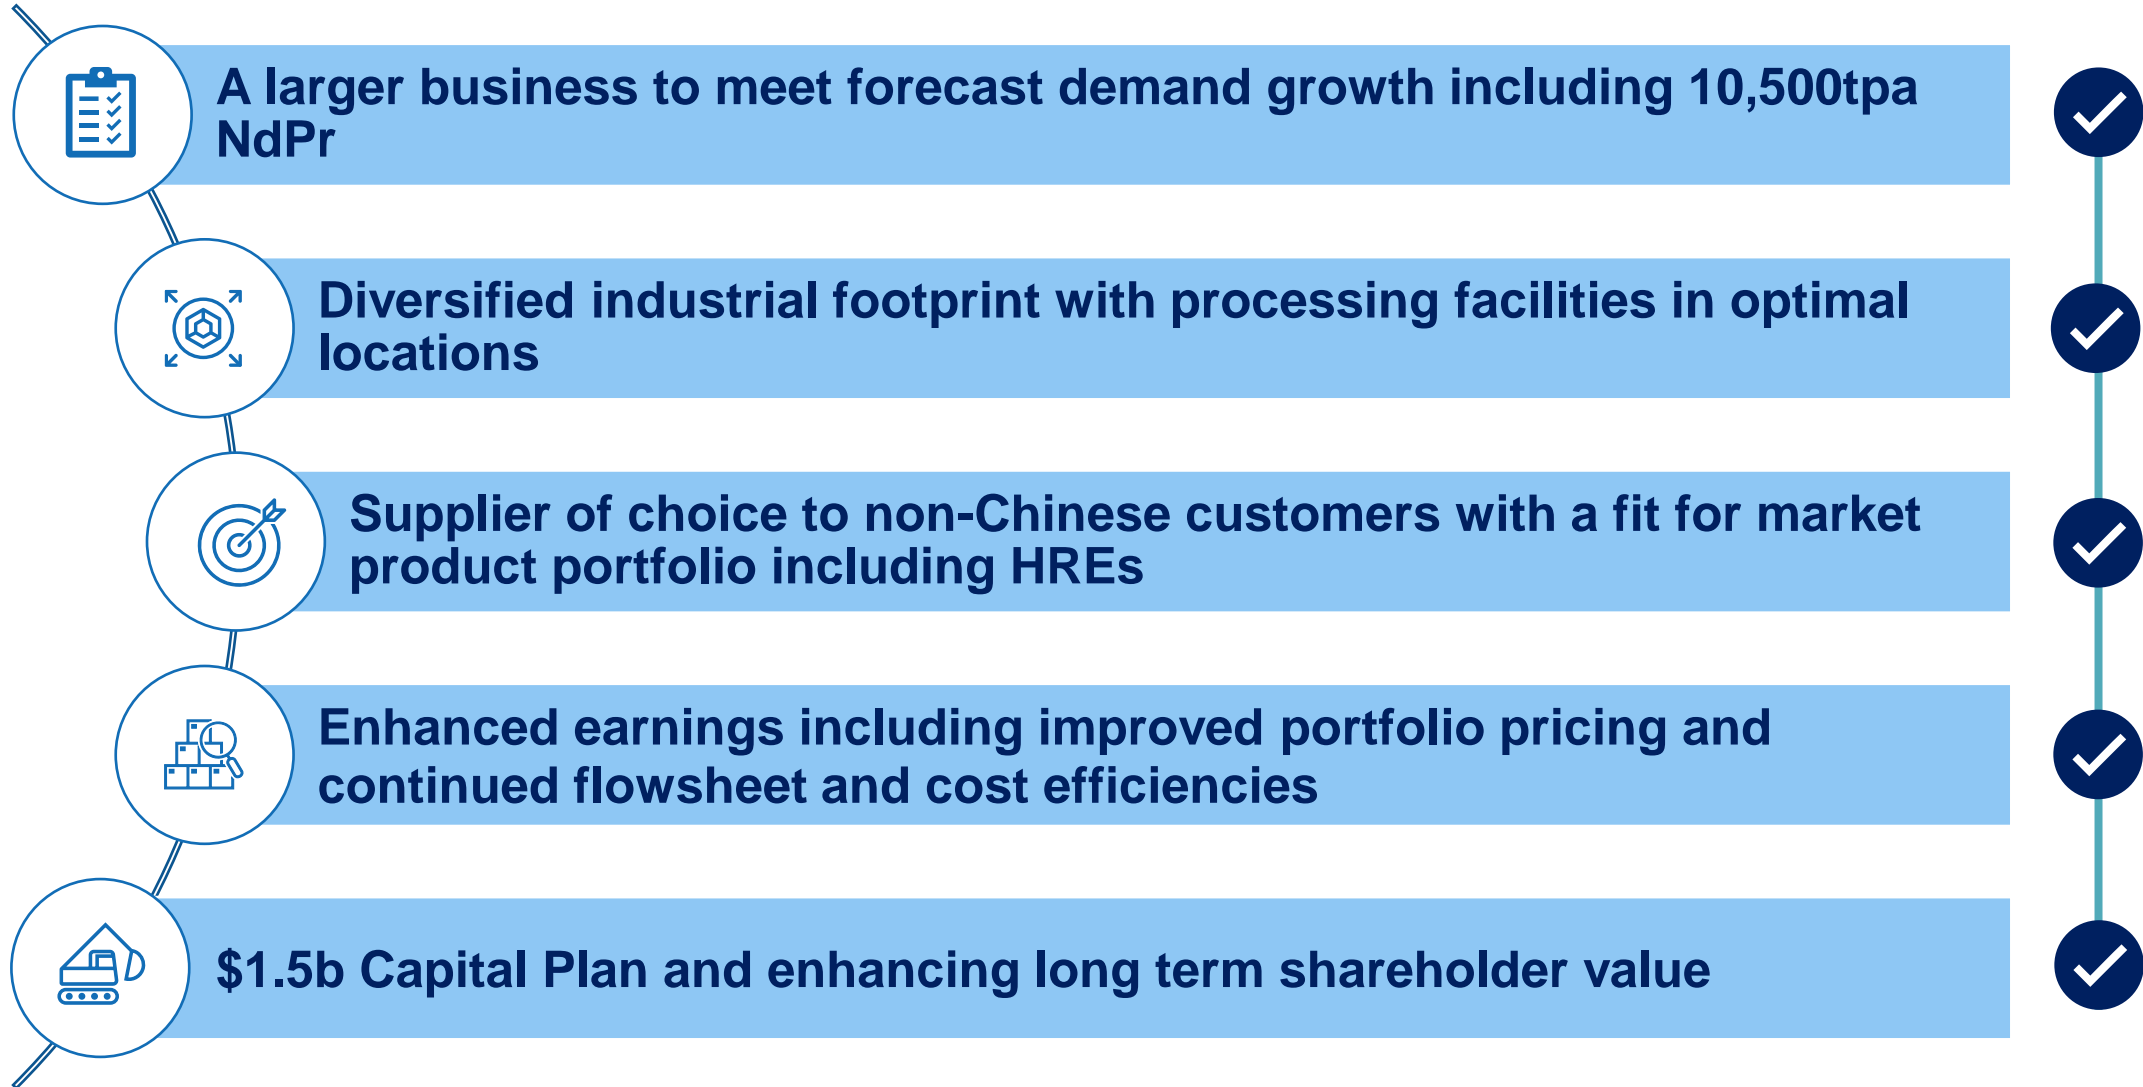 A larger business to meet forecast demand growth including 10,500tpa
NdPr
Diversified industrial footprint with processing facilities in optimal
locations
Supplier of choice to non-Chinese customers with a fit for market
product portfolio including HREs
Enhanced earnings including improved portfolio pricing and
continued flowsheet and cost efficiencies
$1.5b Capital Plan and enhancing long term shareholder value